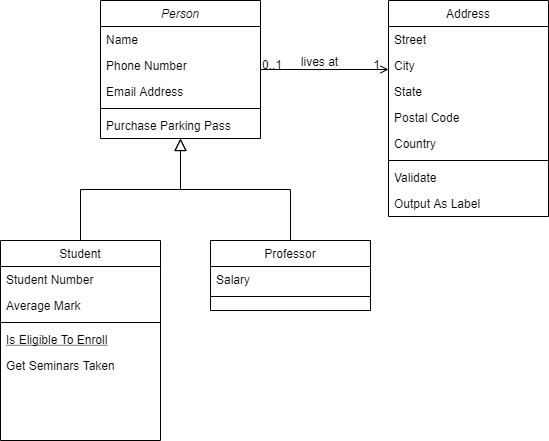 Person
Name
Phone Number
Email Address
Purchase Parking Pass
0..1
lives at
1
Address
Street
City
State
Postal Code
Country
Validate
Output As Label
Student
Student Number
Average Mark
Is Eligible To Enroll
Get Seminars Taken
Professor
Salary